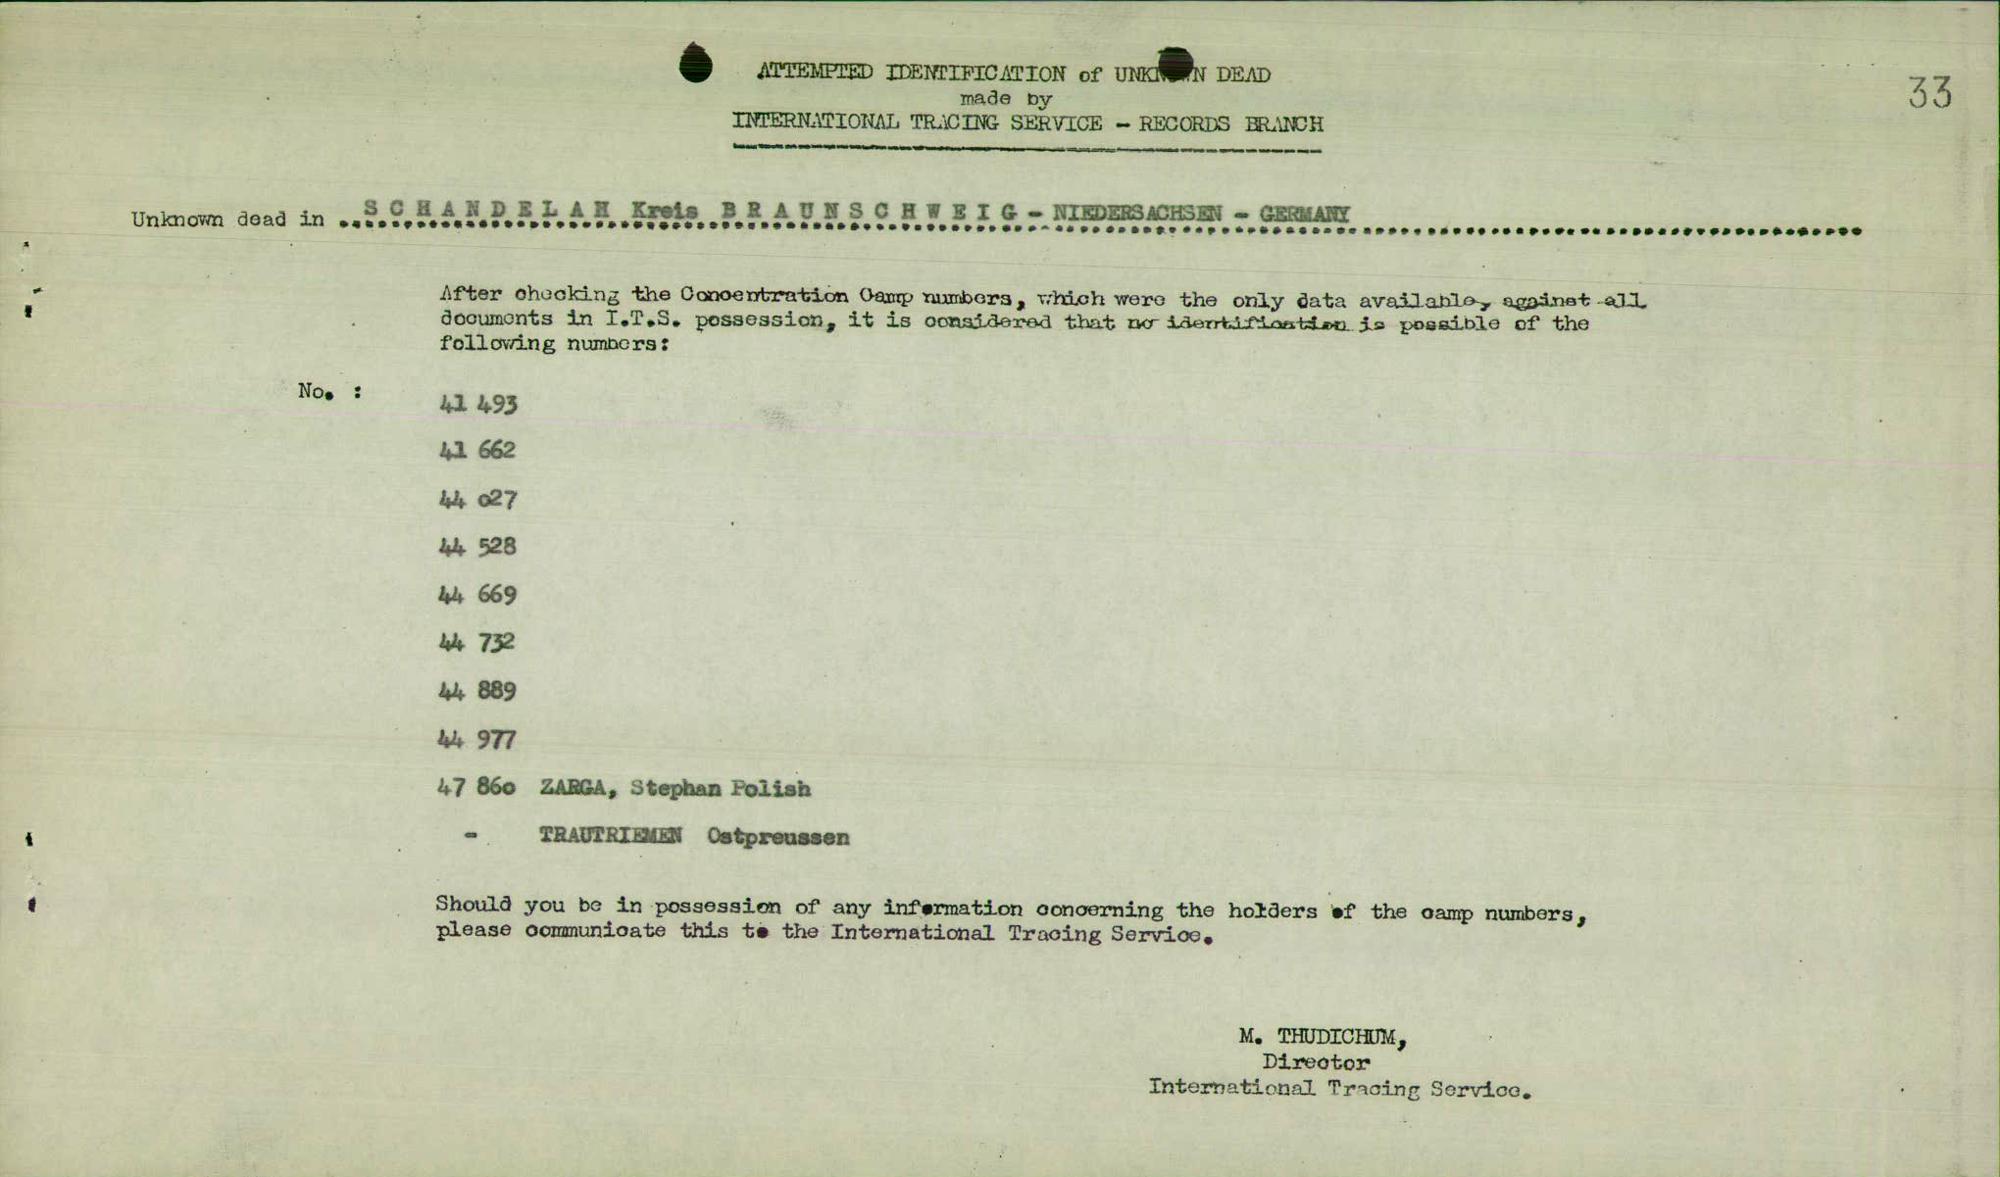 ATTEMPTED IDENTIFICATION of UNKNOWN DEAD
33
made by
INTERNATIONAL TRACING SERVICE - RECORDS BRANCH
Unknown dead in ..SCHANDELAH Kreis BRAUNSCHWEIG - NIEDERSACHSEN - GERMANY
After checking the Concentration Camp numbers, which were the only data available, against all
documents in I.T.S. possession, it is considered that no identification is possible of the
following numbers:
No. :
41 493
41 662
44 o27
44 528
44 669
44 732
44 889
44 977
47 86o ZARGA, Stephan Polish
- TRAUTRIEMEN Ostpreussen
Should you be in possession of any information concerning the holders of the camp numbers,
please communicate this to the International Tracing Service.
M. THUDICHUM,
Director
International Tracing Service.